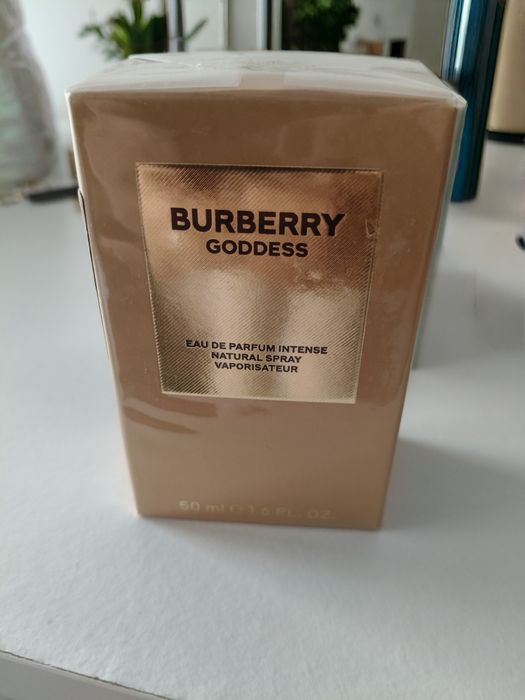 BURBERRY
GODDESS
EAU DE PARFUM INTENSE
NATURAL SPRAY
VAPORISATEUR
50 ml ℮ 1.6 FL. OZ.